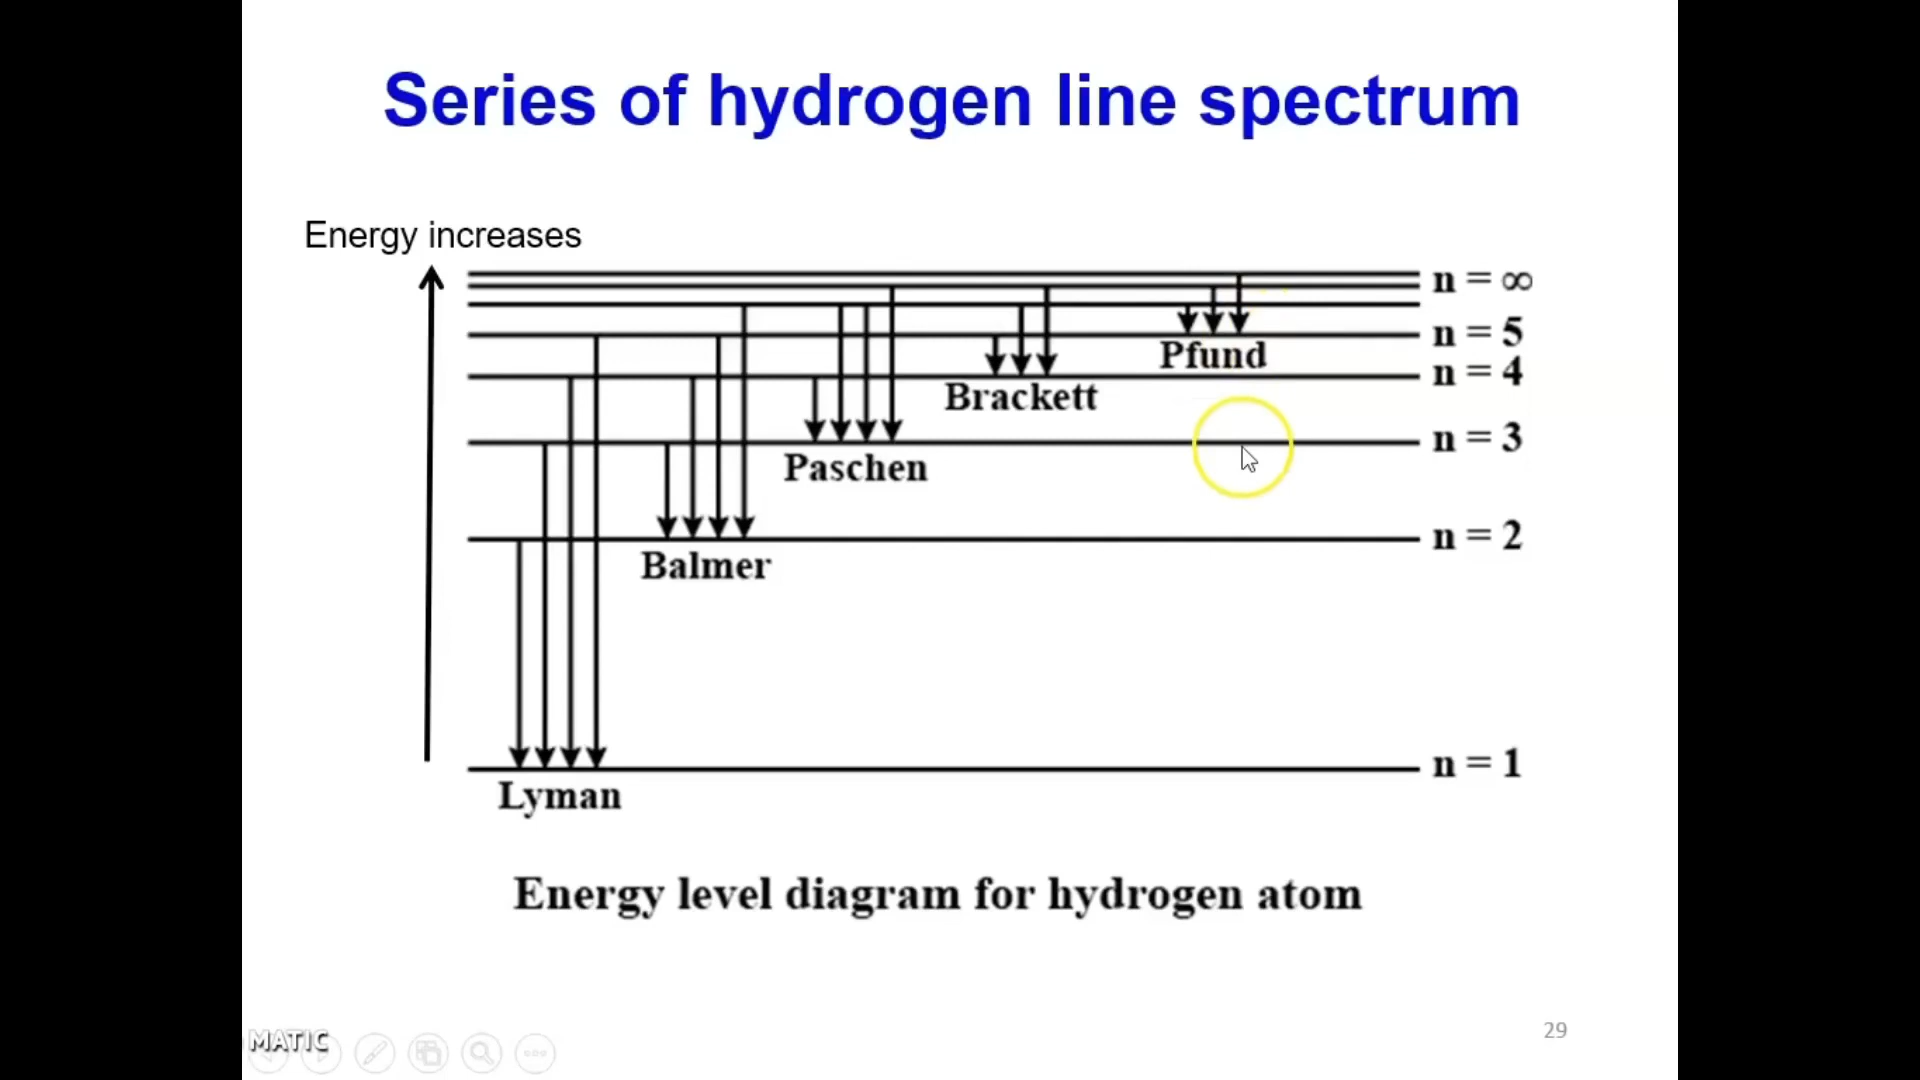 Series of hydrogen line spectrum
Energy increases
n = ∞
n = 5
Pfund
n = 4
Brackett
n = 3
Paschen
n = 2
Balmer
n = 1
Lyman
Energy level diagram for hydrogen atom
29
MATIC